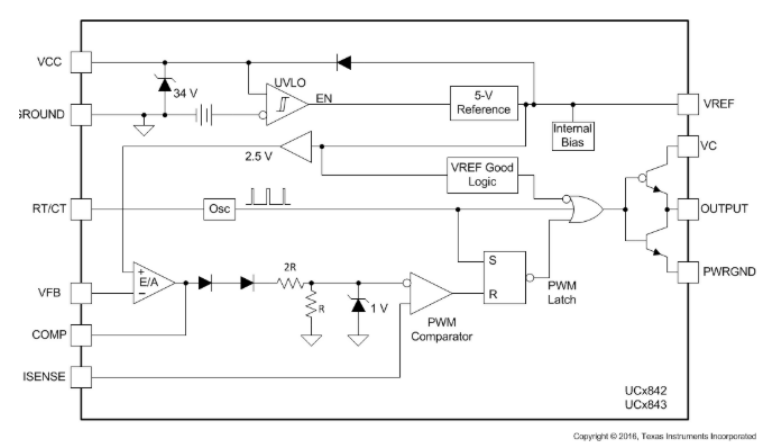 VCC
34 V
UVLO
EN
5-V
Reference
VREF
ROUND
Internal
Bias
VC
2.5 V
VREF Good
Logic
RT/CT
Osc
OUTPUT
2R
S
E/A
+
−
R
R
1 V
PWM
Latch
PWRGND
VFB
COMP
PWM
Comparator
ISENSE
UCx842
UCx843
Copyright © 2016, Texas Instruments Incorporated